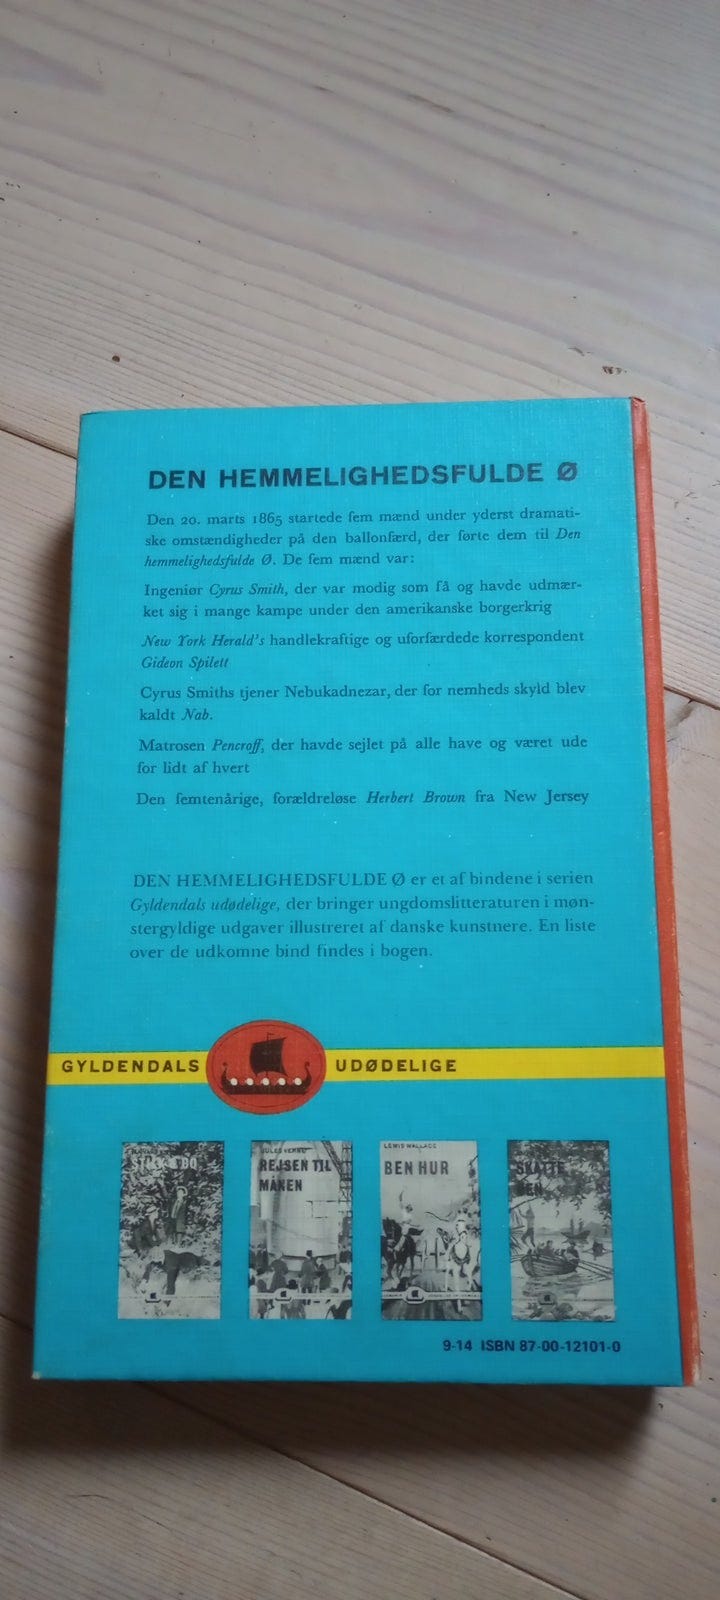 DEN HEMMELIGHEDSFULDE Ø
Den 20. marts 1865 startede fem mænd under yderst dramati-
ske omstændigheder på den ballonfærd, der førte dem til Den
hemmelighedsfulde Ø. De fem mænd var:
Ingeniør Cyrus Smith, der var modig som få og havde udmær-
ket sig i mange kampe under den amerikanske borgerkrig
New York Herald's handlekraftige og uforfærdede korrespondent
Gideon Spilett
Cyrus Smiths tjener Nebukadnezar, der for nemheds skyld blev
kaldt Nab.
Matrosen Pencroff, der havde sejlet på alle have og været ude
for lidt af hvert
Den femtenårige, forældreløse Herbert Brown fra New Jersey
DEN HEMMELIGHEDSFULDE Ø er et af bindene i serien
Gyldendals udødelige, der bringer ungdomslitteraturen i møn-
stergyldige udgaver illustreret af danske kunstnere. En liste
over de udkomne bind findes i bogen.
GYLDENDALS UDØDELIGE
JULES VERNE
REJSEN TIL
MÅNEN
LEWIS WALLACE
BEN HUR
SKATTE
9-14 ISBN 87-00-12101-0